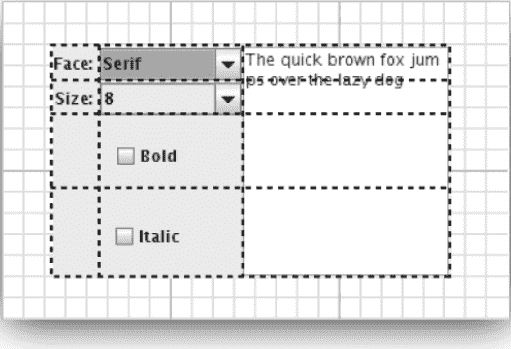 Face: Serif
The quick brown fox jum
ps over the lazy dog
Size: 8
Bold
Italic